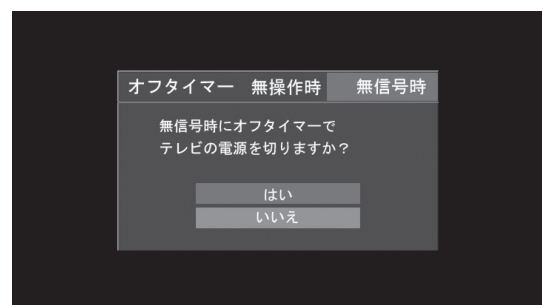 オフタイマー 無操作時 無信号時
無信号時にオフタイマーで
テレビの電源を切りますか？
はい
いいえ